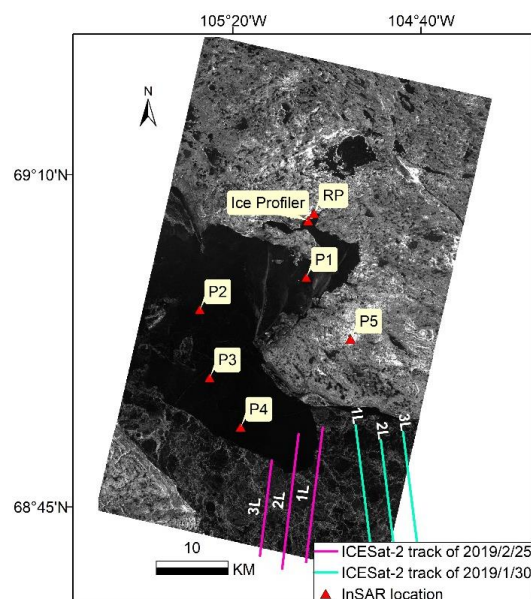 105°20'W
104°40'W
N
69°10'N
RP
Ice Profiler
P1
P2
P5
P3
P4
1L
2L
3L
3L
2L
1L
68°45'N
10
KM
ICESat-2 track of 2019/2/25
ICESat-2 track of 2019/1/30
InSAR location